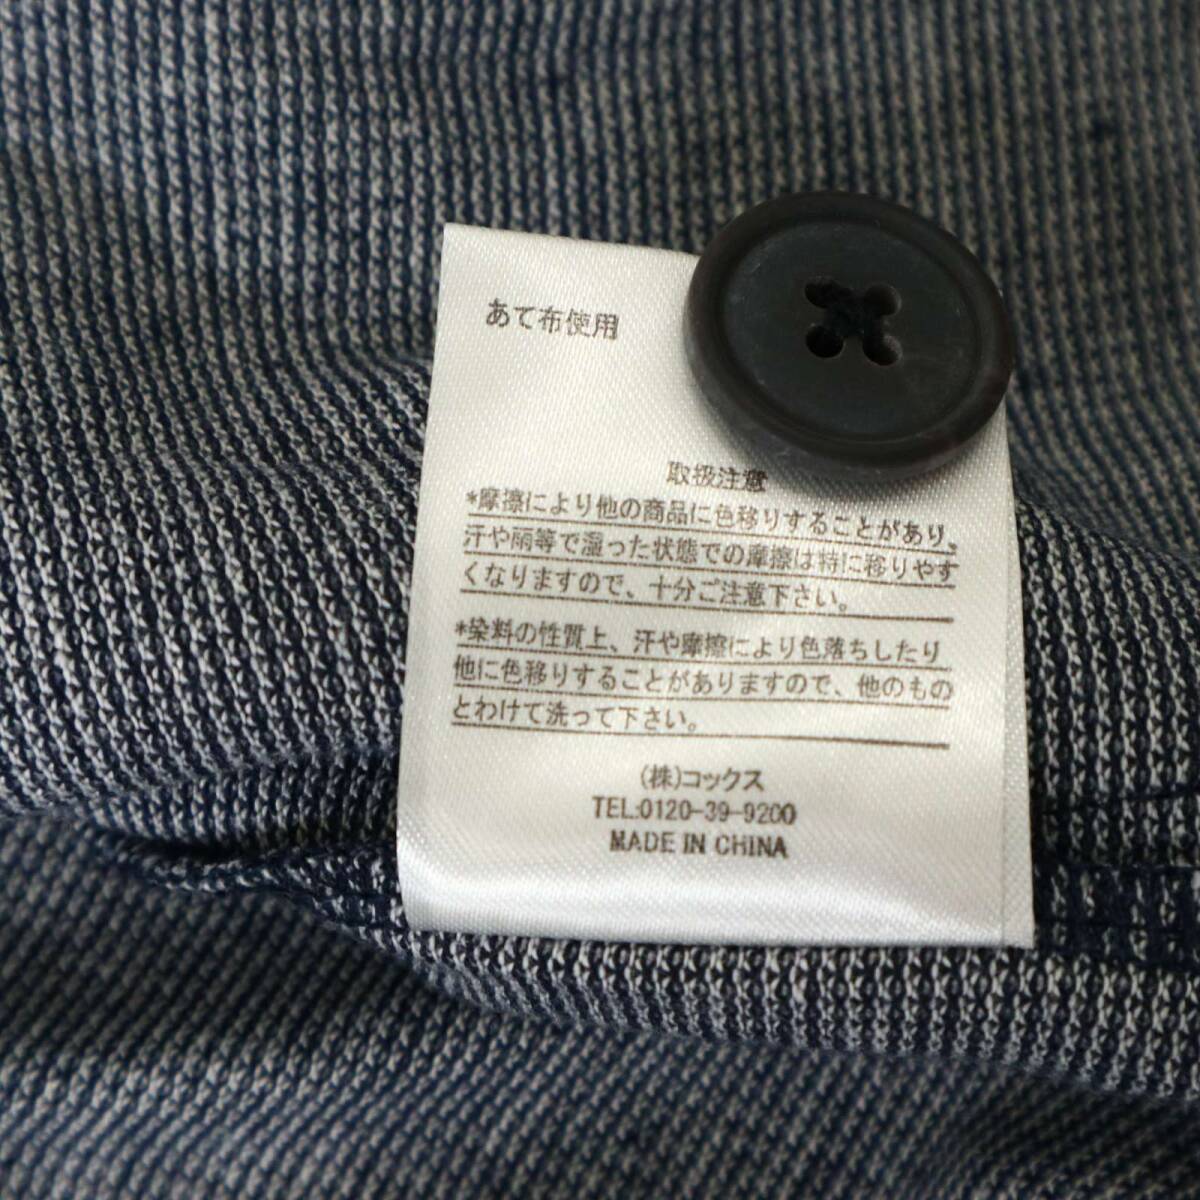 あて布使用
取扱注意
*摩擦により他の商品に色移りすることがあり、
汗や雨等で湿った状態での摩擦は特に移りやす
くなりますので、十分ご注意下さい。
*染料の性質上、汗や摩擦により色落ちしたり
他に色移りすることがありますので、他のもの
とわけて洗って下さい。
(株)コックス
TEL:0120-39-9200
MADE IN CHINA